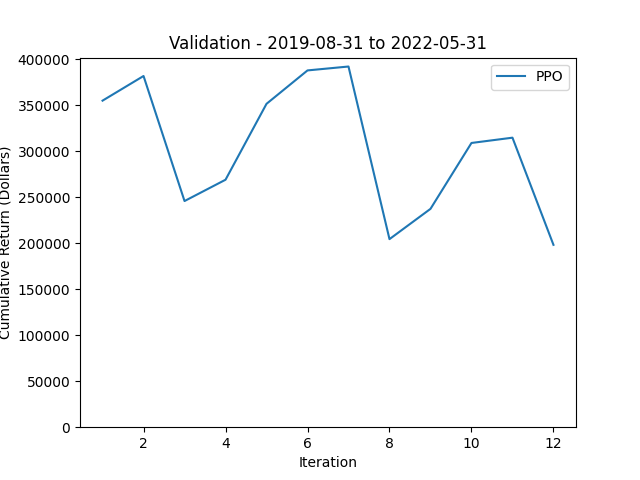 Validation - 2019-08-31 to 2022-05-31
PPO
400000
350000
300000
250000
200000
150000
100000
50000
0
Cumulative Return (Dollars)
2 4 6 8 10 12
Iteration